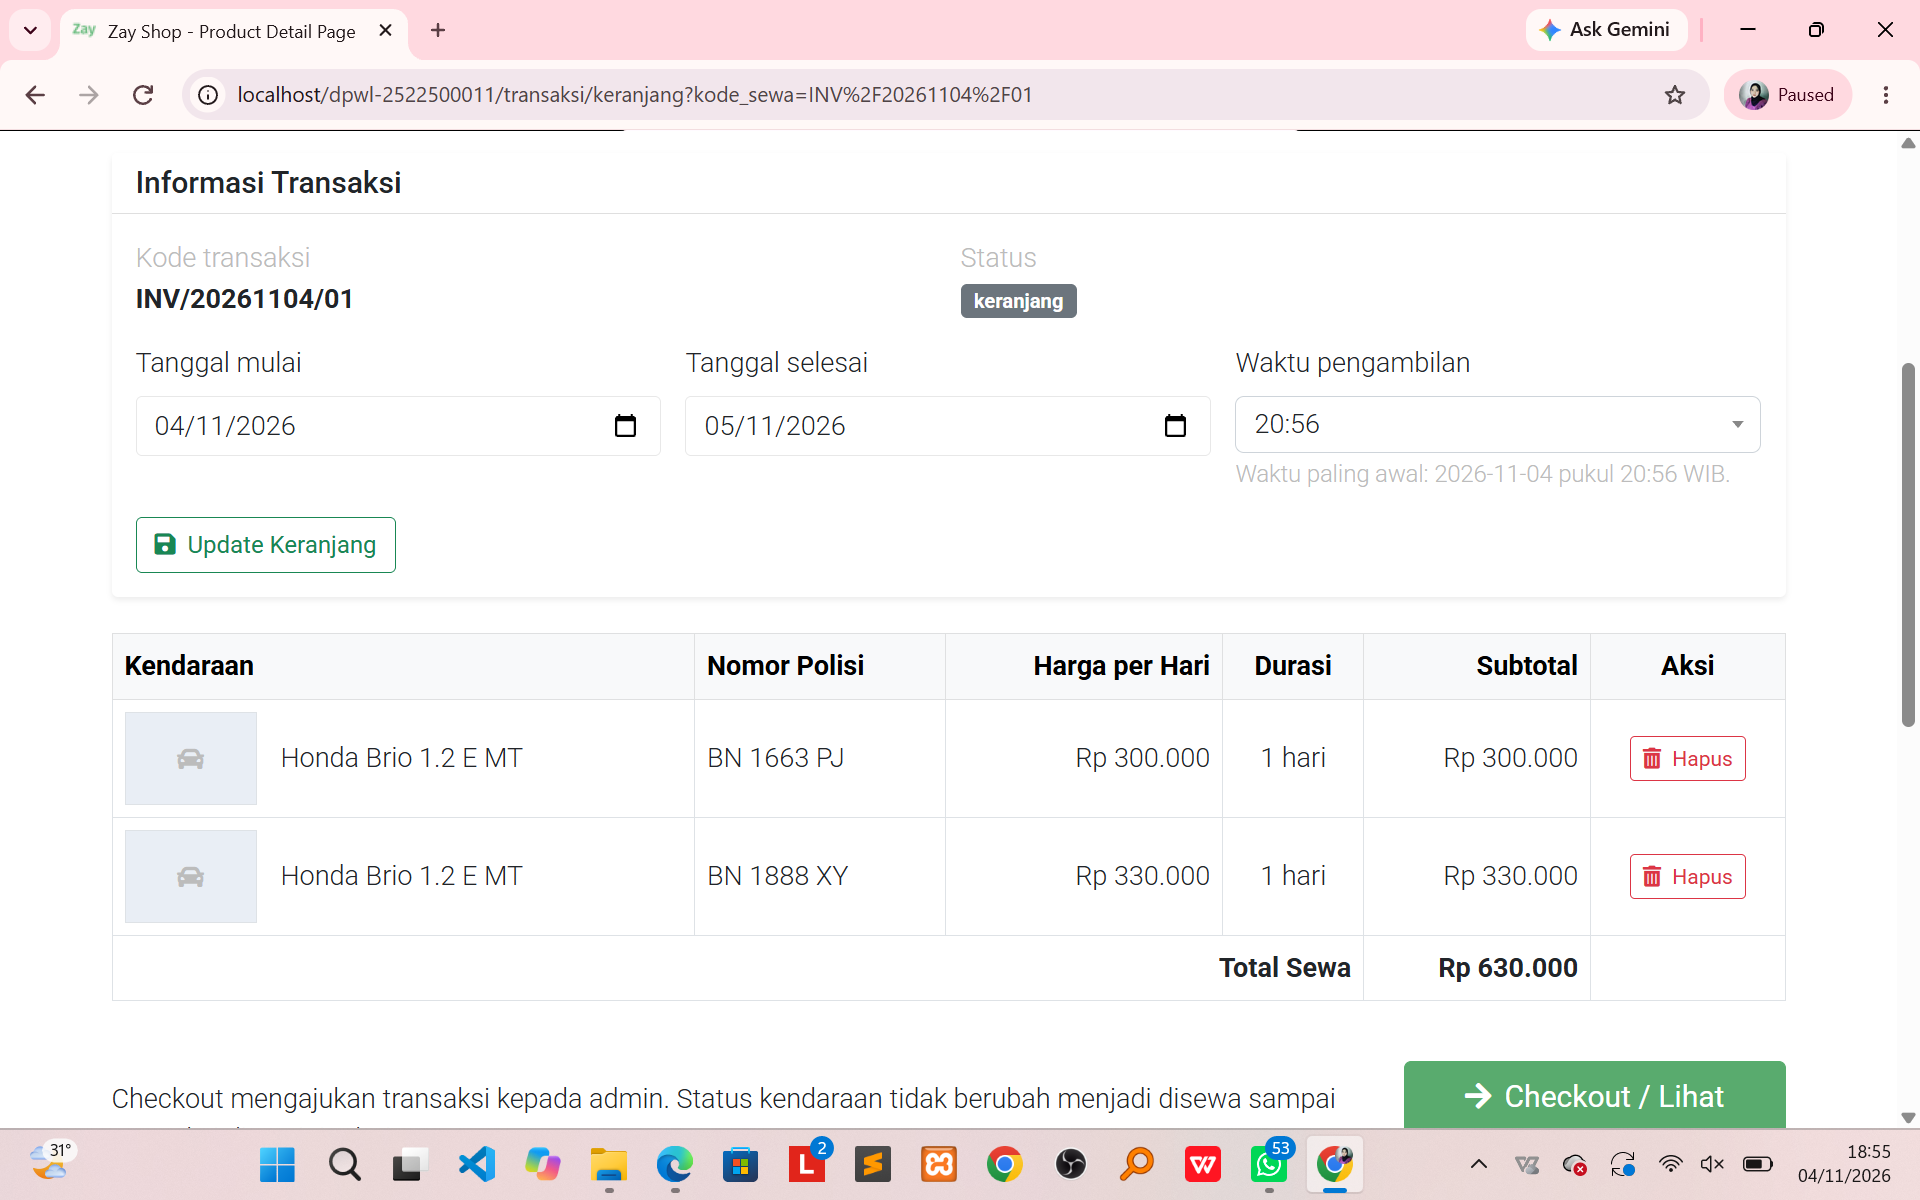 Zay Zay Shop - Product Detail Page
Ask Gemini
localhost/dpwl-2522500011/transaksi/keranjang?kode_sewa=INV%2F20261104%2F01
Paused
Informasi Transaksi
Kode transaksi Status
INV/20261104/01 keranjang
Tanggal mulai Tanggal selesai Waktu pengambilan
04/11/2026 05/11/2026 20:56
Waktu paling awal: 2026-11-04 pukul 20:56 WIB.
Update Keranjang
Kendaraan Nomor Polisi Harga per Hari Durasi Subtotal Aksi
Honda Brio 1.2 E MT BN 1663 PJ Rp 300.000 1 hari Rp 300.000 Hapus
Honda Brio 1.2 E MT BN 1888 XY Rp 330.000 1 hari Rp 330.000 Hapus
Total Sewa Rp 630.000
Checkout mengajukan transaksi kepada admin. Status kendaraan tidak berubah menjadi disewa sampai
Checkout / Lihat
31°
2
53
18:55
04/11/2026